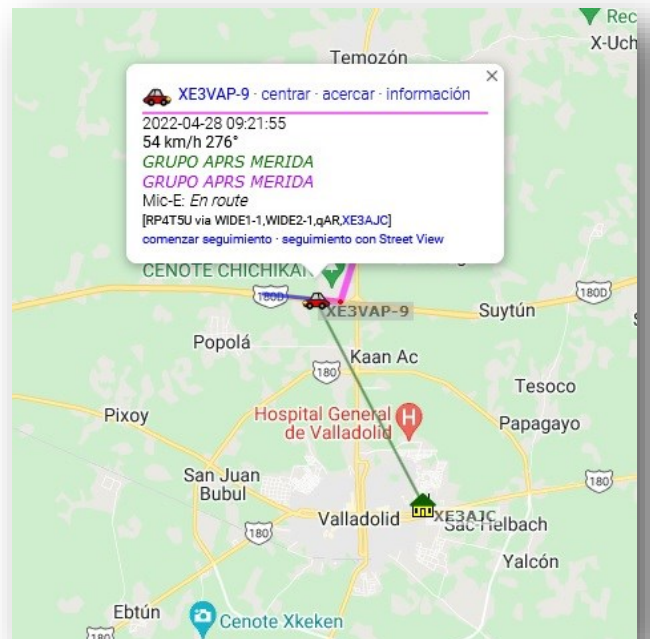 Rec
X-Uch
Temozón
XE3VAP-9 · centrar · acercar · información
2022-04-28 09:21:55
54 km/h 276°
GRUPO APRS MERIDA
GRUPO APRS MERIDA
Mic-E: En route
[RP4T5U via WIDE1-1,WIDE2-1,qAR,XE3AJC]
comenzar seguimiento · seguimiento con Street View
CENOTE CHICHIKAN
180D
180D
XE3VAP-9
Suytún
Popolá
Kaan Ac
180
Tesoco
Pixoy
Hospital General
de Valladolid
H
Papagayo
San Juan
Bubul
180
Valladolid
XE3AJC
Sac-Helbach
180
Yalcón
Ebtún
Cenote Xkeken
180